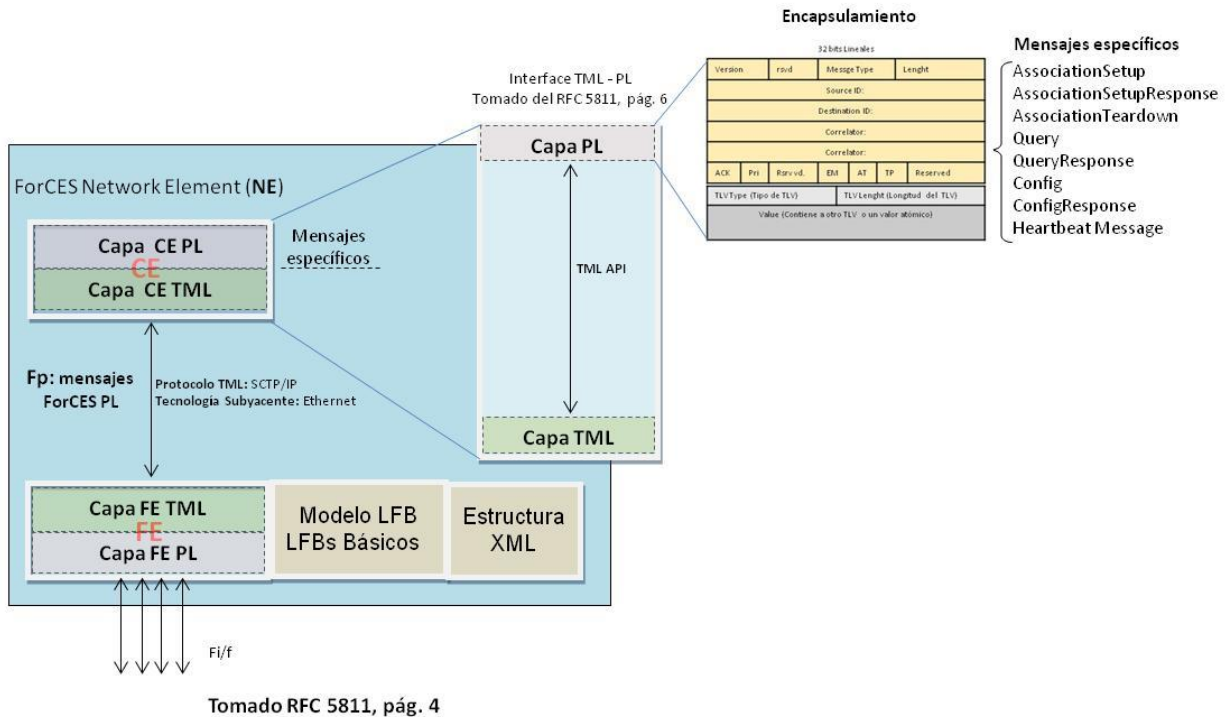 Encapsulamiento
32 bits Lineales
Version rsvd MessgeType Lenght
Source ID:
Destination ID:
Correlator:
Correlator:
ACK Pri Rsrv vd. EM AT TP Reserved
TLV Type (Tipo de TLV) TLV Lenght (Longitud del TLV)
Value (Contiene a otro TLV o un valor atómico)
Mensajes específicos
AssociationSetup
AssociationSetupResponse
AssociationTeardown
Query
QueryResponse
Config
ConfigResponse
Heartbeat Message
Interface TML - PL
Tomado del RFC 5811, pág. 6
Capa PL
TML API
Capa TML
ForCES Network Element (NE)
Capa CE PL
CE
Capa CE TML
Mensajes
específicos
Fp: mensajes
ForCES PL
Protocolo TML: SCTP/IP
Tecnología Subyacente: Ethernet
Capa FE TML
FE
Capa FE PL
Modelo LFB
LFBs Básicos
Estructura
XML
Fi/f
Tomado RFC 5811, pág. 4